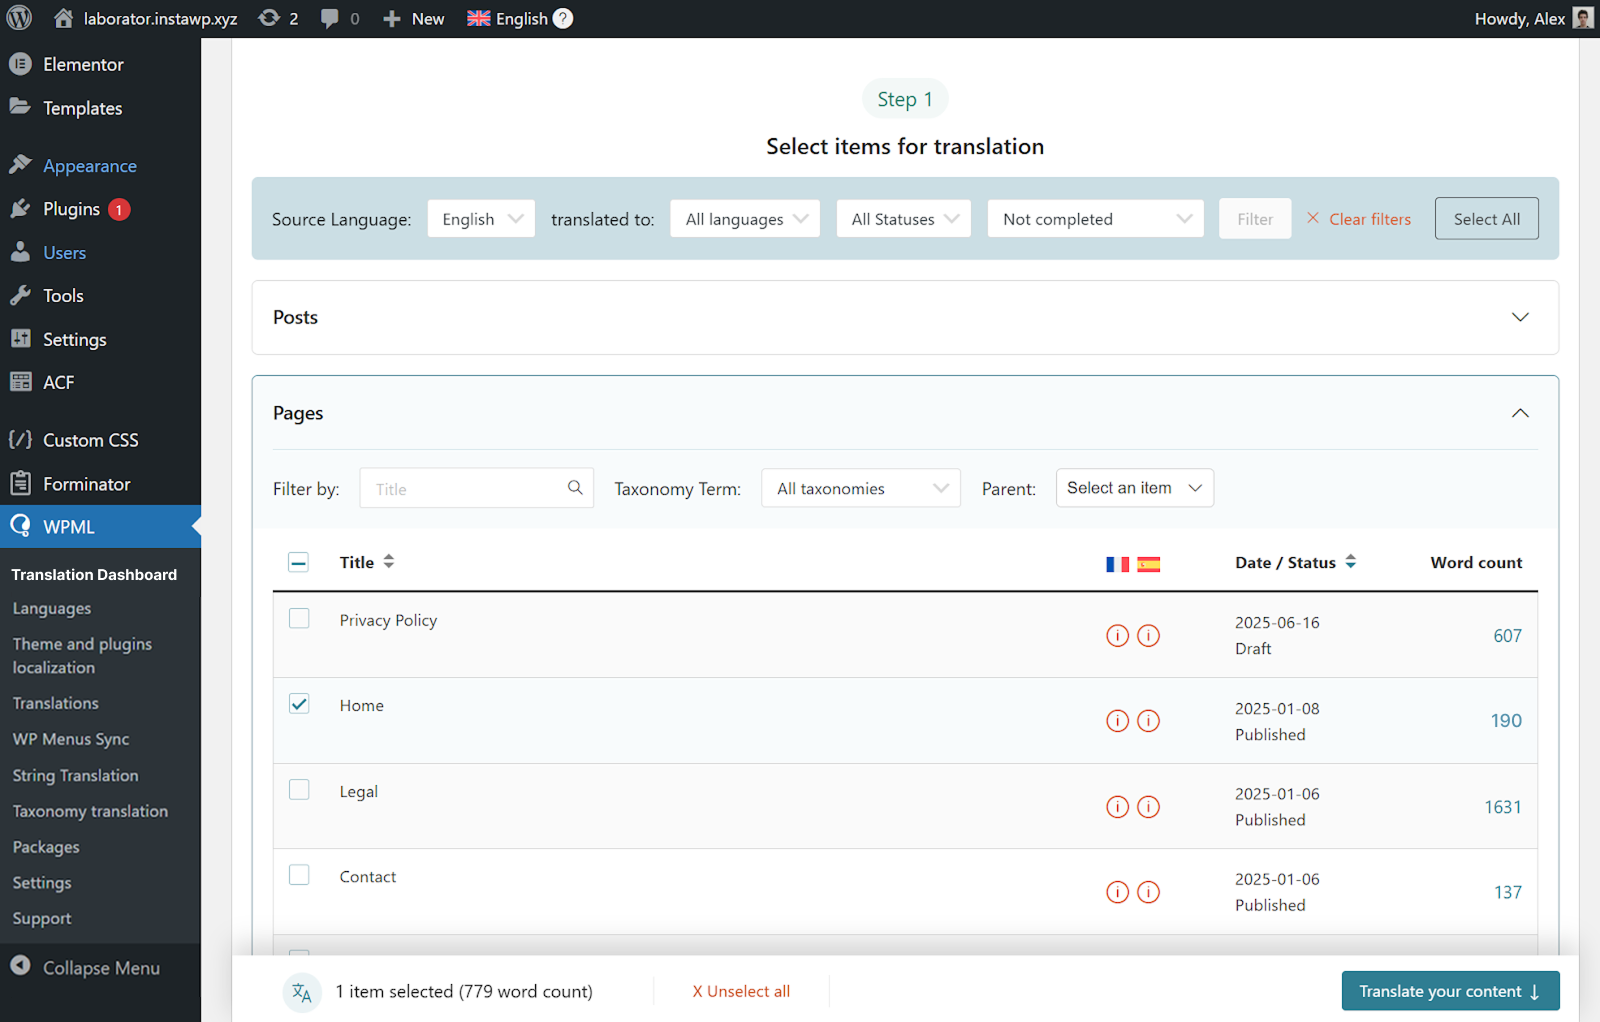 laborator.instawp.xyz 2 0 New English ? Howdy, Alex
Elementor
Templates
Appearance
Plugins 1
Users
Tools
Settings
ACF
Custom CSS
Forminator
WPML
Translation Dashboard
Languages
Theme and plugins
localization
Translations
WP Menus Sync
String Translation
Taxonomy translation
Packages
Settings
Support
Collapse Menu
Step 1
Select items for translation
Source Language: English translated to: All languages All Statuses Not completed Filter Clear filters Select All
Posts
Pages
Filter by: Title Taxonomy Term: All taxonomies Parent: Select an item
Title Date / Status Word count
Privacy Policy 2025-06-16 607
Draft
Home 2025-01-08 190
Published
Legal 2025-01-06 1631
Published
Contact 2025-01-06 137
Published
1 item selected (779 word count) X Unselect all Translate your content ↓